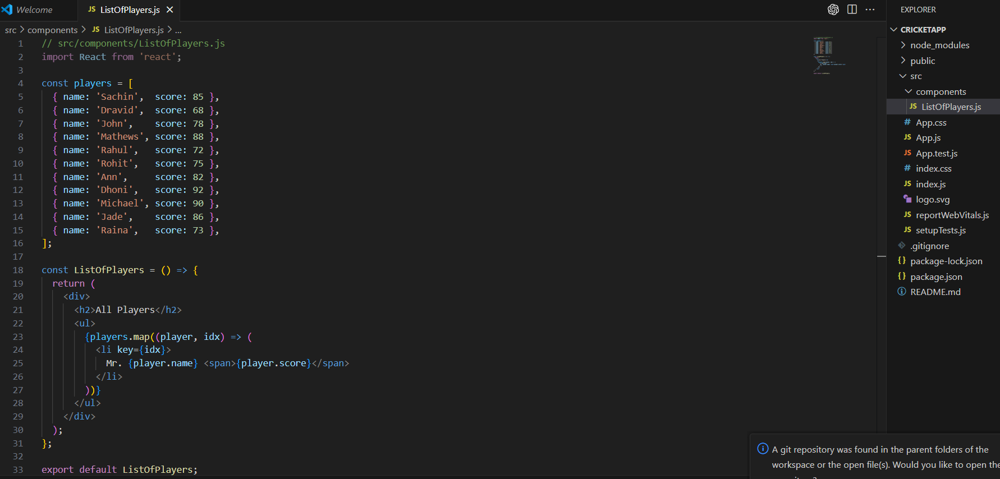 Welcome
JS ListOfPlayers.js
src > components > JS ListOfPlayers.js > ...
1 // src/components/ListOfPlayers.js
2 import React from 'react';
3
4 const players = [
5 { name: 'Sachin', score: 85 },
6 { name: 'Dravid', score: 68 },
7 { name: 'John', score: 78 },
8 { name: 'Mathews', score: 88 },
9 { name: 'Rahul', score: 72 },
10 { name: 'Rohit', score: 75 },
11 { name: 'Ann', score: 82 },
12 { name: 'Dhoni', score: 92 },
13 { name: 'Michael', score: 90 },
14 { name: 'Jade', score: 86 },
15 { name: 'Raina', score: 73 },
16 ];
17
18 const ListOfPlayers = () => {
19 return (
20 <div>
21 <h2>All Players</h2>
22 <ul>
23 {players.map((player, idx) => (
24 <li key={idx}>
25 Mr. {player.name} <span>{player.score}</span>
26 </li>
27 ))}
28 </ul>
29 </div>
30 );
31 };
32
33 export default ListOfPlayers;
EXPLORER
CRICKETAPP
node_modules
public
src
components
JS ListOfPlayers.js
# App.css
JS App.js
JS App.test.js
# index.css
JS index.js
logo.svg
JS reportWebVitals.js
JS setupTests.js
.gitignore
{} package-lock.json
{} package.json
README.md
A git repository was found in the parent folders of the
workspace or the open file(s). Would you like to open the